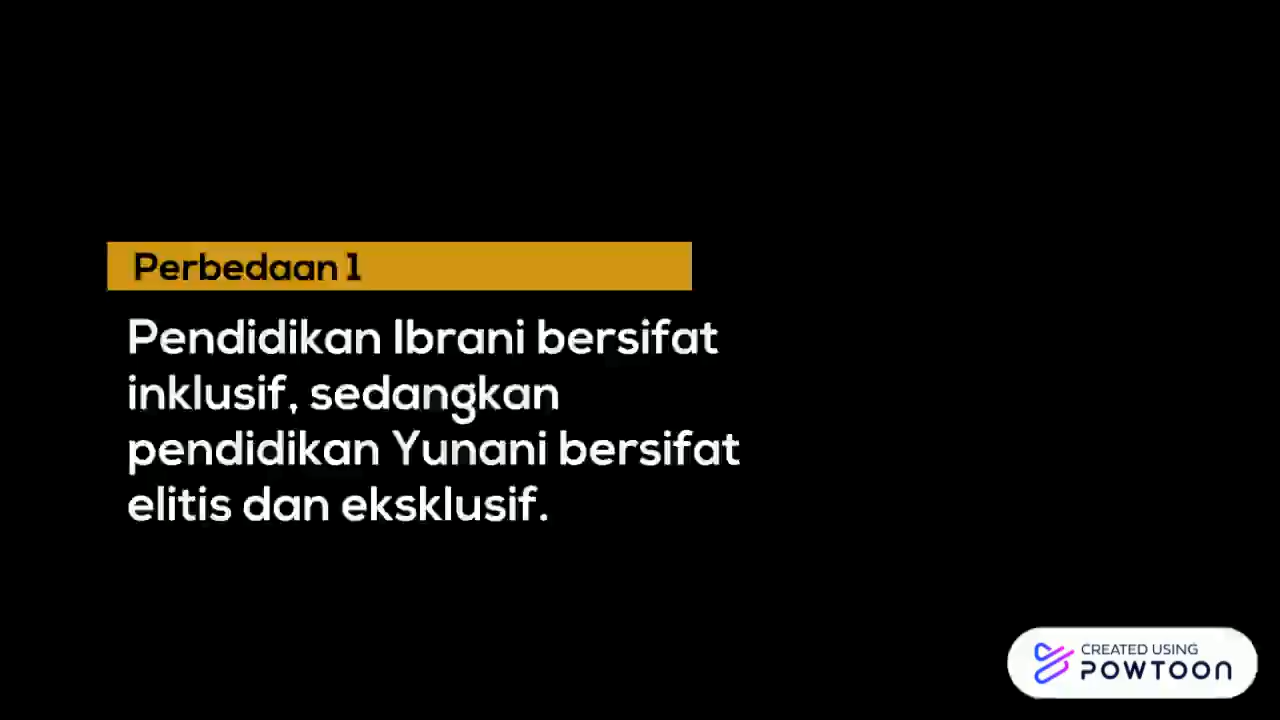 Perbedaan 1
Pendidikan Ibrani bersifat
inklusif, sedangkan
pendidikan Yunani bersifat
elitis dan eksklusif.
CREATED USING
POWTOON